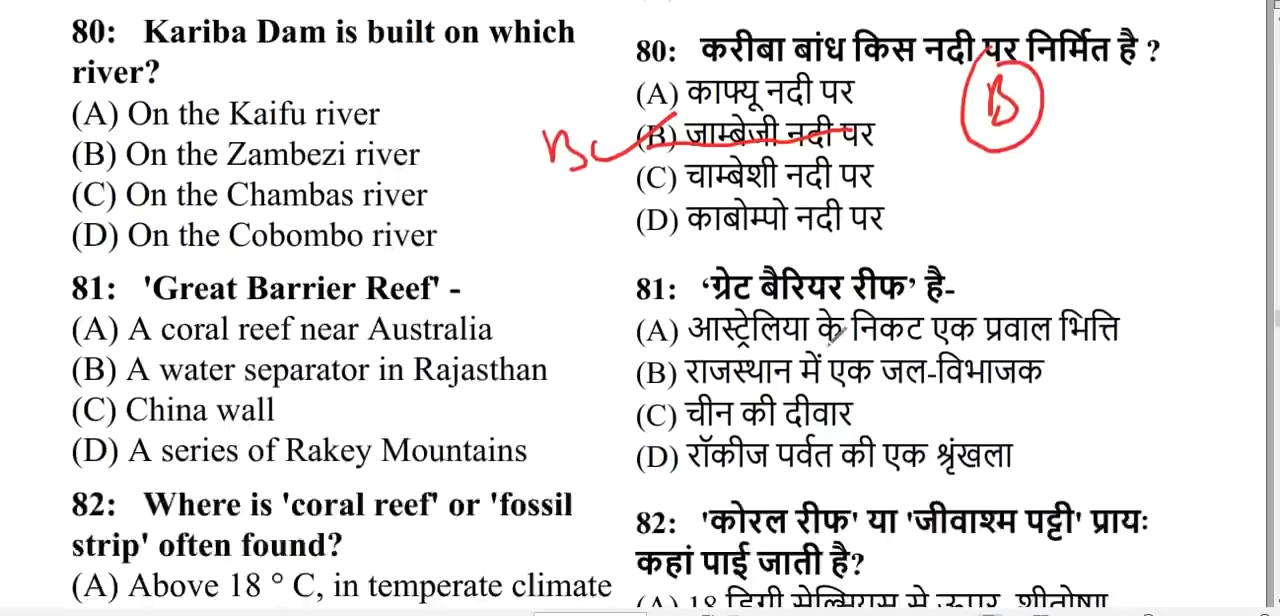 80: Kariba Dam is built on which
river?
(A) On the Kaifu river
(B) On the Zambezi river
(C) On the Chambas river
(D) On the Cobombo river
81: 'Great Barrier Reef' -
(A) A coral reef near Australia
(B) A water separator in Rajasthan
(C) China wall
(D) A series of Rakey Mountains
82: Where is 'coral reef' or 'fossil
strip' often found?
(A) Above 18 ° C, in temperate climate
80: करीबा बांध किस नदी पर निर्मित है ?
(A) काफ्यू नदी पर
B
(B) जाम्बेजी नदी पर
B
(C) चाम्बेशी नदी पर
(D) काबोम्पो नदी पर
81: ‘ग्रेट बैरियर रीफ’ है-
(A) आस्ट्रेलिया के निकट एक प्रवाल भित्ति
(B) राजस्थान में एक जल-विभाजक
(C) चीन की दीवार
(D) रॉकीज पर्वत की एक श्रृंखला
82: 'कोरल रीफ' या 'जीवाश्म पट्टी' प्रायः
कहां पाई जाती है?
(A) 18 डिग्री सेल्सियस से ऊपर, शीतोष्ण